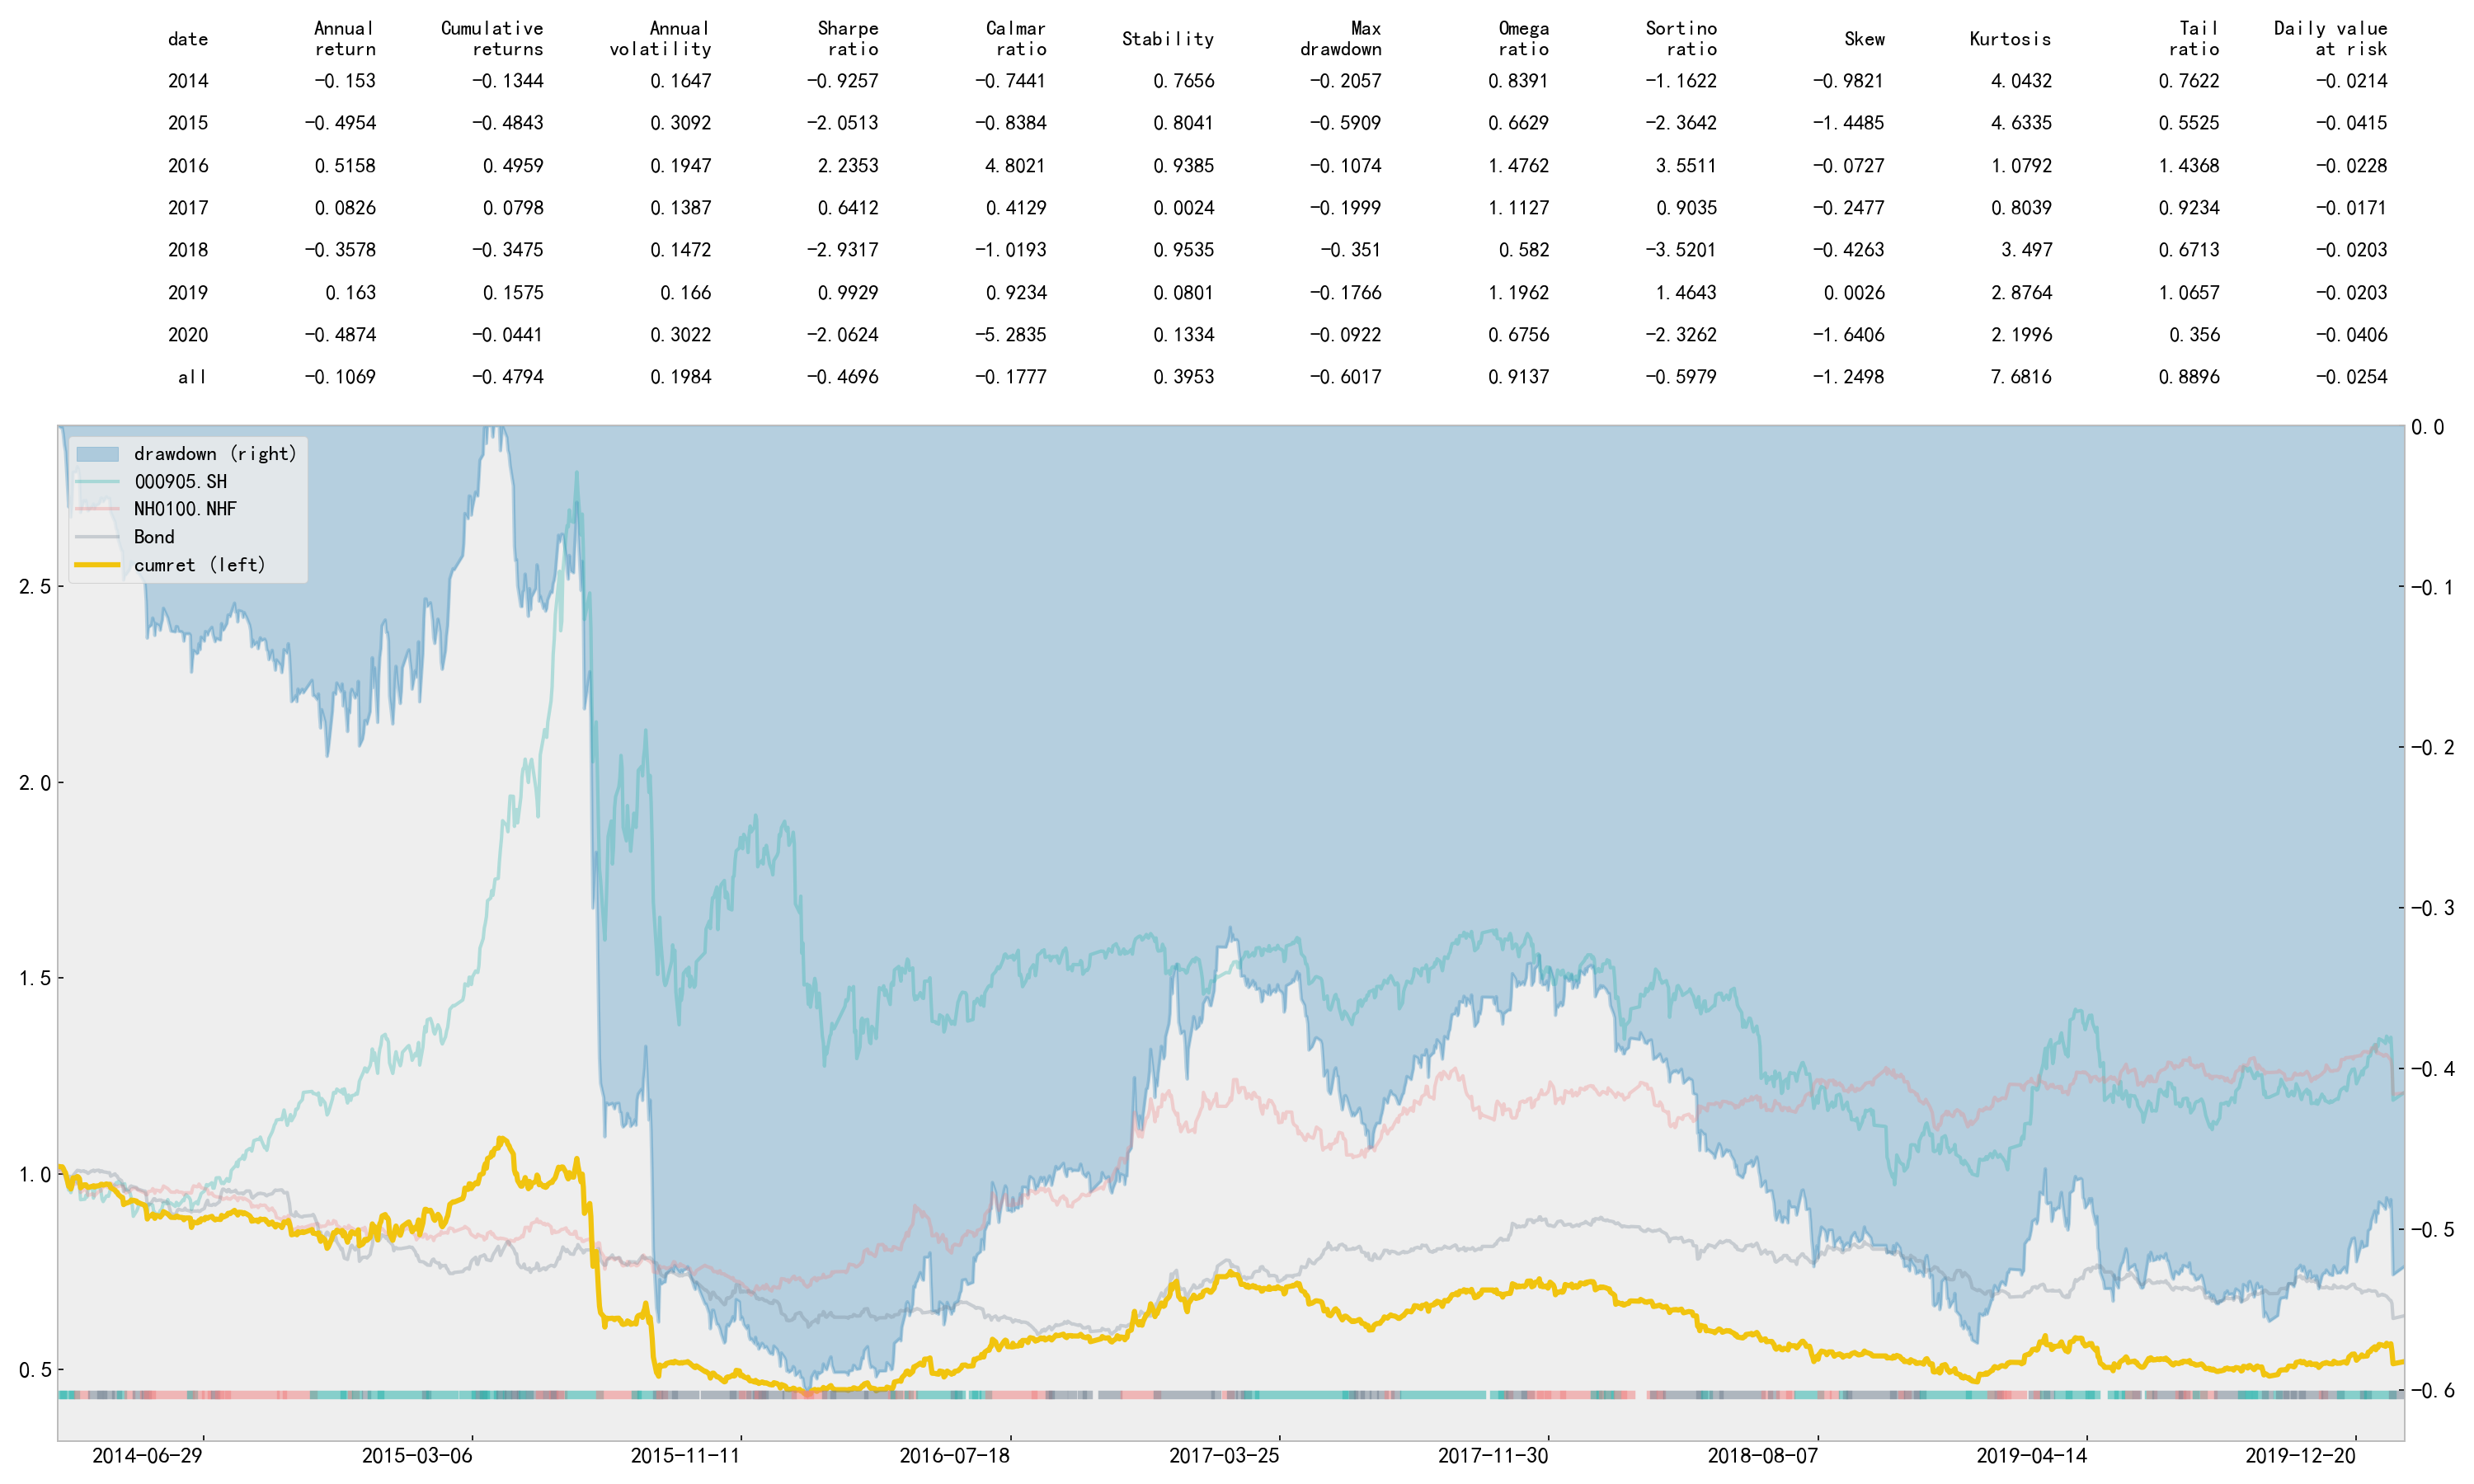 date Annual return Cumulative returns Annual volatility Sharpe ratio Calmar ratio Stability Max drawdown Omega ratio Sortino ratio Skew Kurtosis Tail ratio Daily value at risk
2014 -0.153 -0.1344 0.1647 -0.9257 -0.7441 0.7656 -0.2057 0.8391 -1.1622 -0.9821 4.0432 0.7622 -0.0214
2015 -0.4954 -0.4843 0.3092 -2.0513 -0.8384 0.8041 -0.5909 0.6629 -2.3642 -1.4485 4.6335 0.5525 -0.0415
2016 0.5158 0.4959 0.1947 2.2353 4.8021 0.9385 -0.1074 1.4762 3.5511 -0.0727 1.0792 1.4368 -0.0228
2017 0.0826 0.0798 0.1387 0.6412 0.4129 0.0024 -0.1999 1.1127 0.9035 -0.2477 0.8039 0.9234 -0.0171
2018 -0.3578 -0.3475 0.1472 -2.9317 -1.0193 0.9535 -0.351 0.582 -3.5201 -0.4263 3.497 0.6713 -0.0203
2019 0.163 0.1575 0.166 0.9929 0.9234 0.0801 -0.1766 1.1962 1.4643 0.0026 2.8764 1.0657 -0.0203
2020 -0.4874 -0.0441 0.3022 -2.0624 -5.2835 0.1334 -0.0922 0.6756 -2.3262 -1.6406 2.1996 0.356 -0.0406
all -0.1069 -0.4794 0.1984 -0.4696 -0.1777 0.3953 -0.6017 0.9137 -0.5979 -1.2498 7.6816 0.8896 -0.0254
drawdown (right)
000905.SH
NH0100.NHF
Bond
cumret (left)
2.5
2.0
1.5
1.0
0.5
0.0
-0.1
-0.2
-0.3
-0.4
-0.5
-0.6
2014-06-29 2015-03-06 2015-11-11 2016-07-18 2017-03-25 2017-11-30 2018-08-07 2019-04-14 2019-12-20